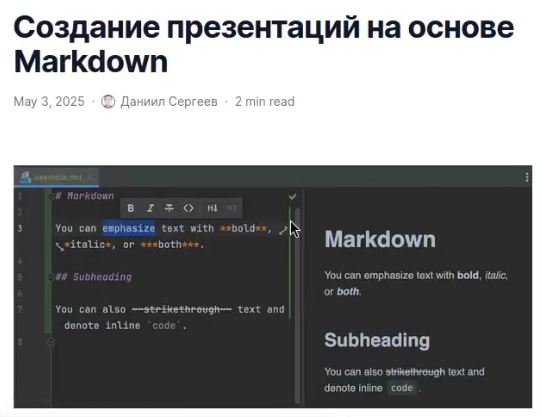 Создание презентаций на основе
Markdown
May 3, 2025 · Даниил Сергеев · 2 min read
example.md
1 # Markdown
2
B I S <> H↓ H↑
3 You can emphasize text with **bold**,
*italic*, or ***both***.
4
5 ## Subheading
6
7 You can also ~~strikethrough~~ text and
denote inline `code`.
8
Markdown
You can emphasize text with bold, italic,
or both.
Subheading
You can also strikethrough text and
denote inline code .